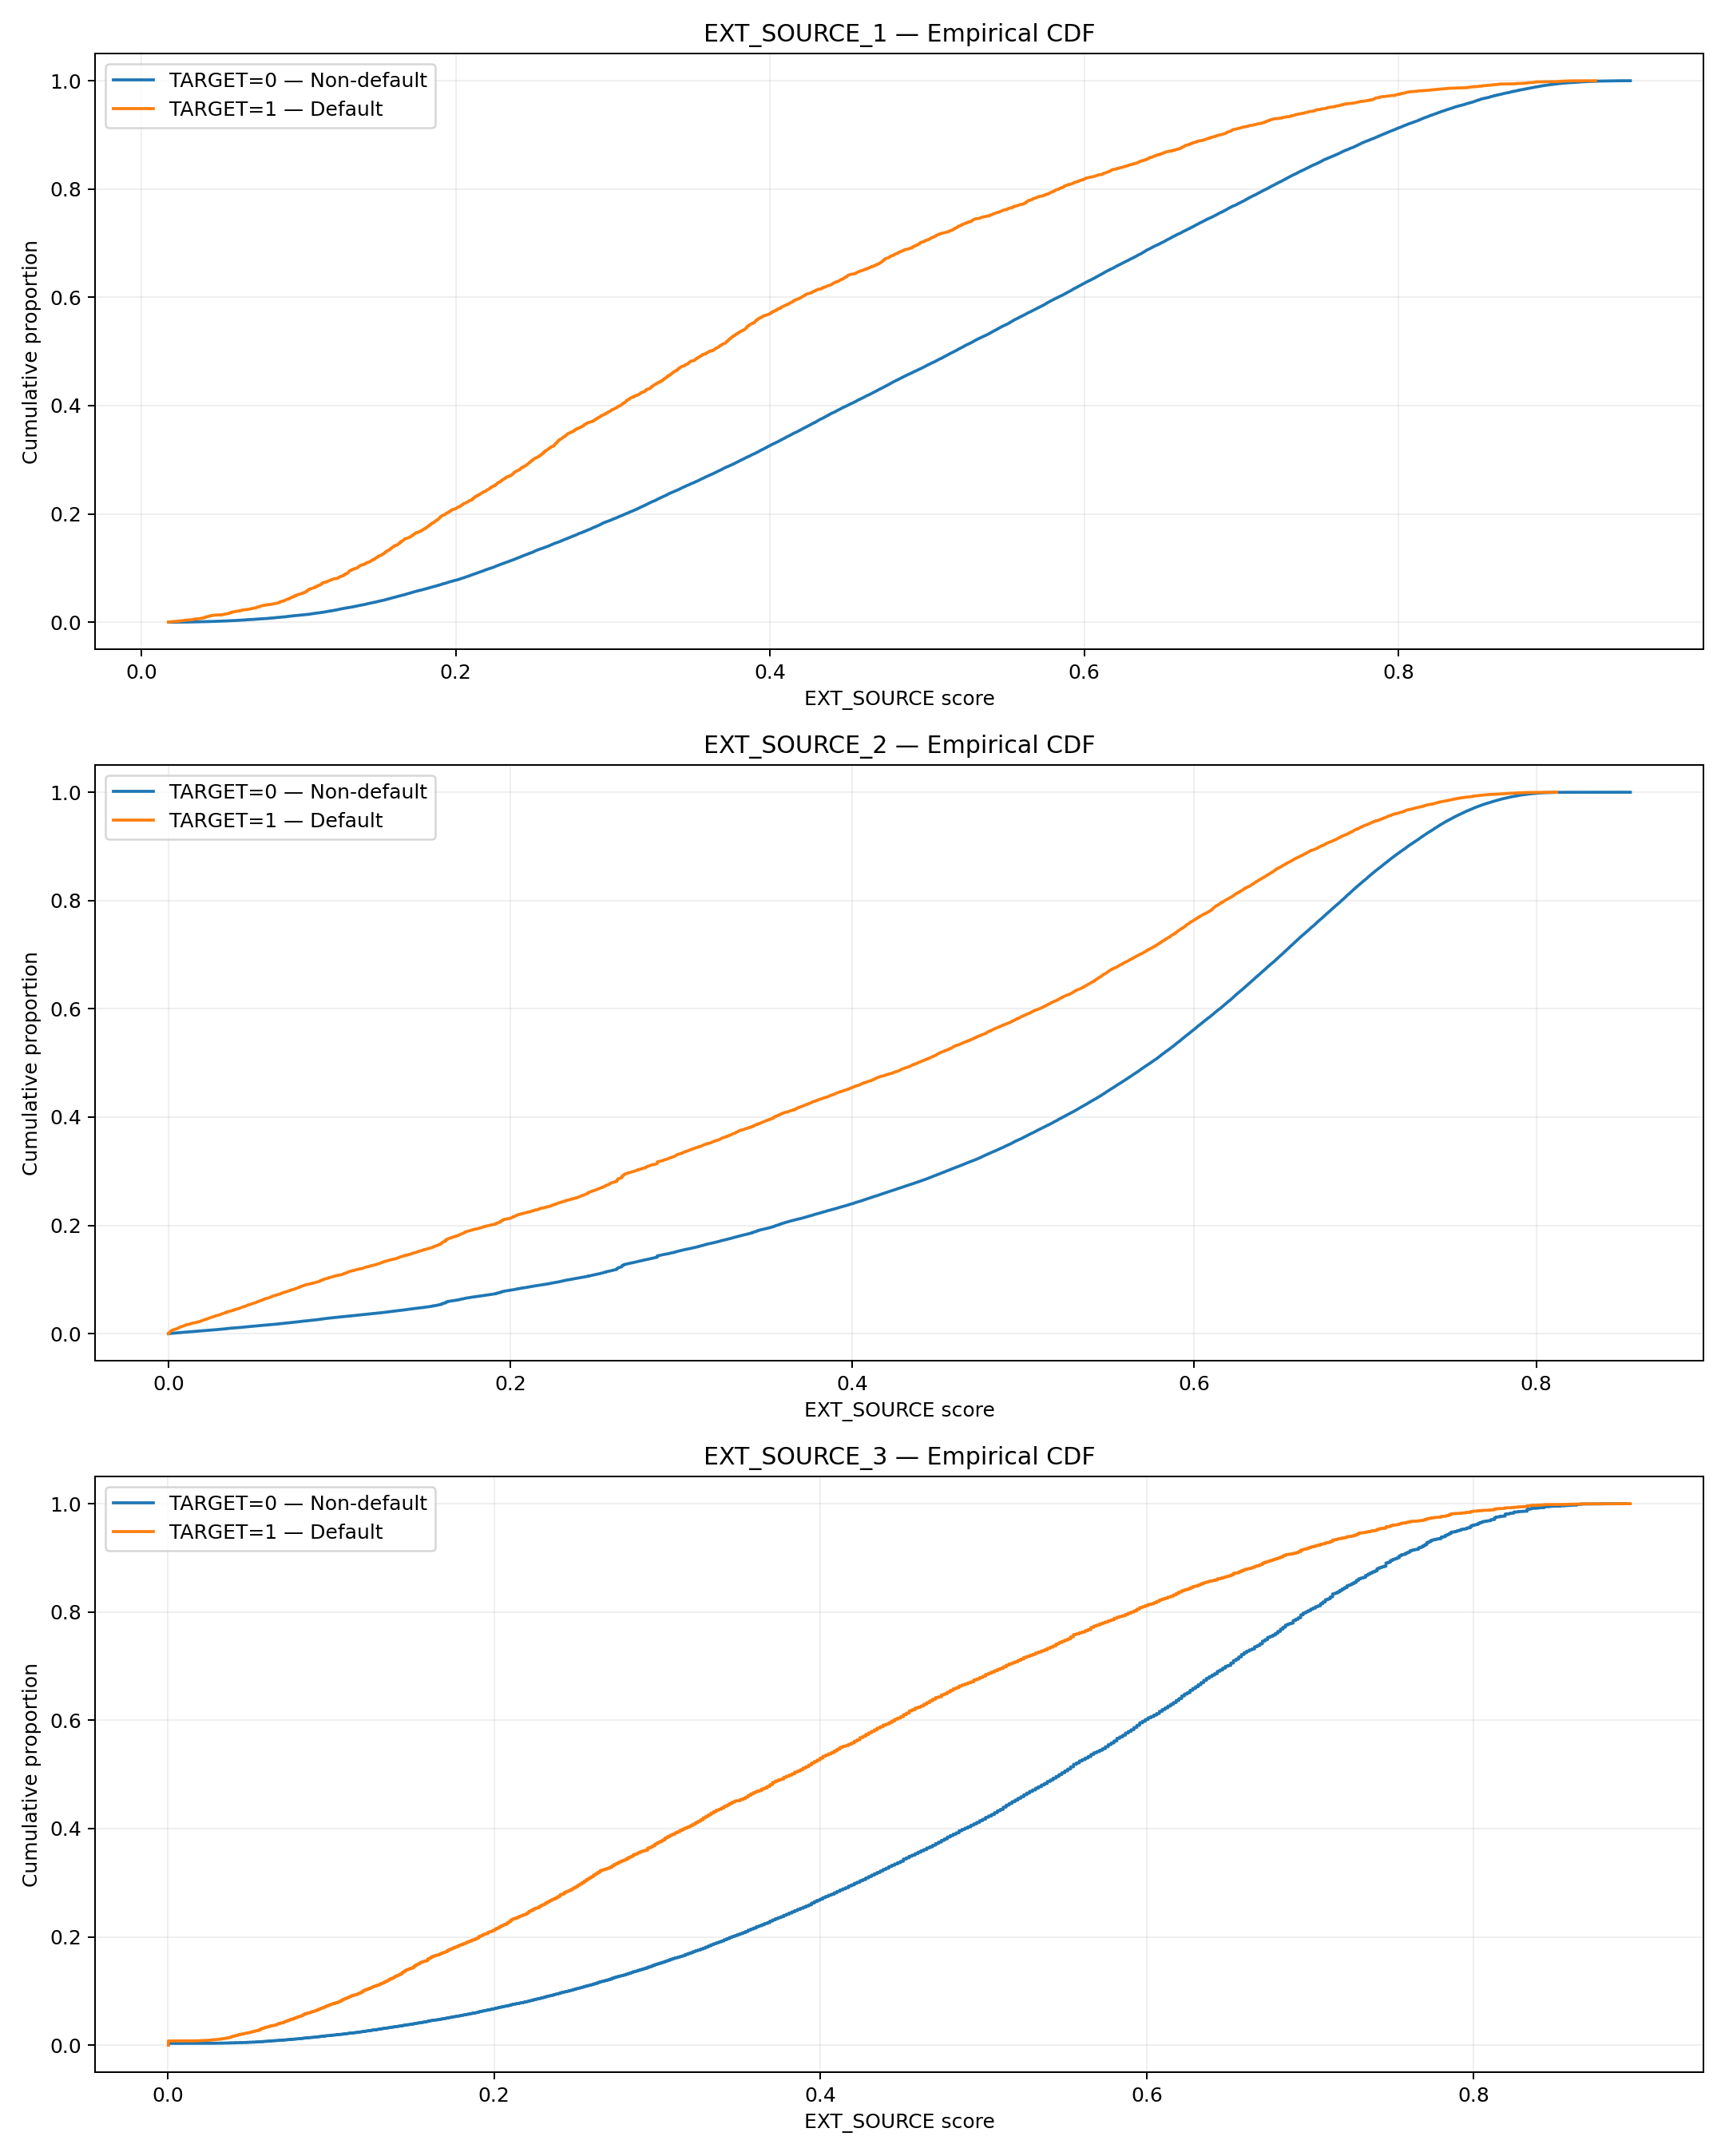 EXT_SOURCE_1 — Empirical CDF
TARGET=0 — Non-default
TARGET=1 — Default
Cumulative proportion
1.0
0.8
0.6
0.4
0.2
0.0
0.0 0.2 0.4 0.6 0.8
EXT_SOURCE score
EXT_SOURCE_2 — Empirical CDF
TARGET=0 — Non-default
TARGET=1 — Default
Cumulative proportion
1.0
0.8
0.6
0.4
0.2
0.0
0.0 0.2 0.4 0.6 0.8
EXT_SOURCE score
EXT_SOURCE_3 — Empirical CDF
TARGET=0 — Non-default
TARGET=1 — Default
Cumulative proportion
1.0
0.8
0.6
0.4
0.2
0.0
0.0 0.2 0.4 0.6 0.8
EXT_SOURCE score